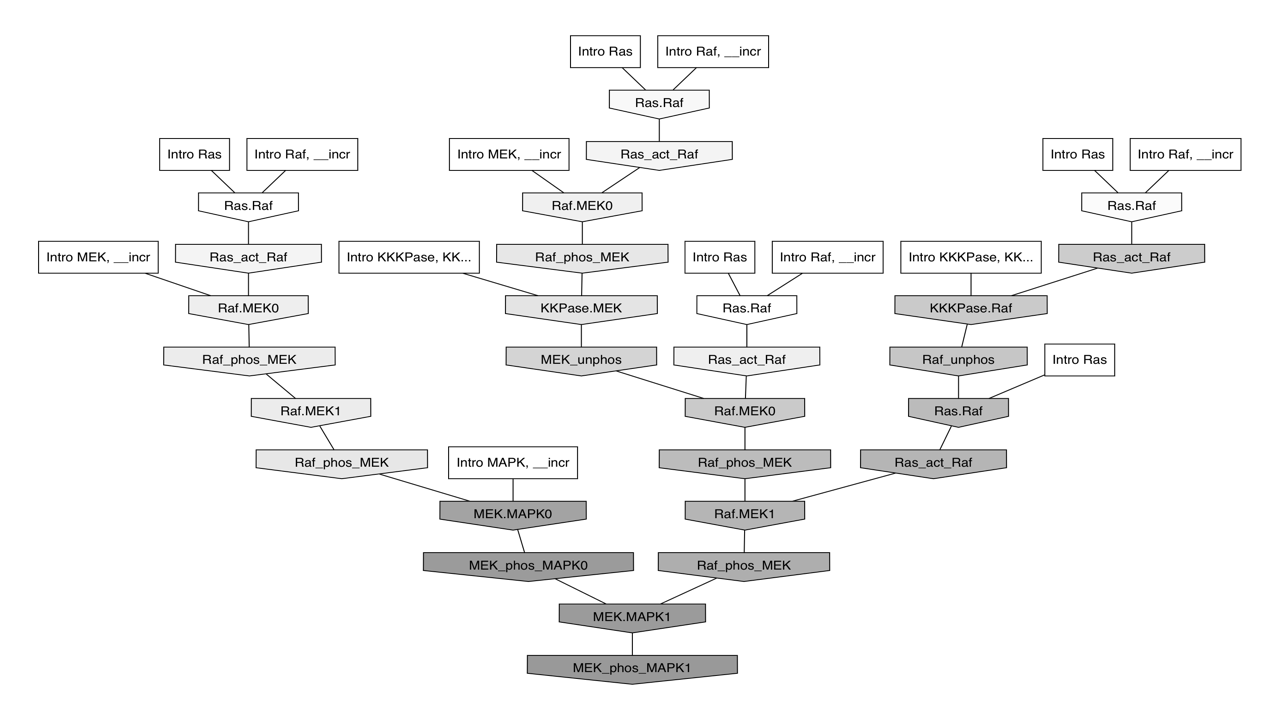 Intro Ras
Intro Raf, __incr
Ras.Raf
Intro Ras
Intro Raf, __incr
Intro MEK, __incr
Ras_act_Raf
Intro Ras
Intro Raf, __incr
Ras.Raf
Raf.MEK0
Ras.Raf
Intro MEK, __incr
Ras_act_Raf
Intro KKKPase, KK...
Raf_phos_MEK
Intro Ras
Intro Raf, __incr
Intro KKKPase, KK...
Ras_act_Raf
Raf.MEK0
KKPase.MEK
Ras.Raf
KKKPase.Raf
Raf_phos_MEK
MEK_unphos
Ras_act_Raf
Raf_unphos
Intro Ras
Raf.MEK1
Raf.MEK0
Ras.Raf
Raf_phos_MEK
Intro MAPK, __incr
Raf_phos_MEK
Ras_act_Raf
MEK.MAPK0
Raf.MEK1
MEK_phos_MAPK0
Raf_phos_MEK
MEK.MAPK1
MEK_phos_MAPK1